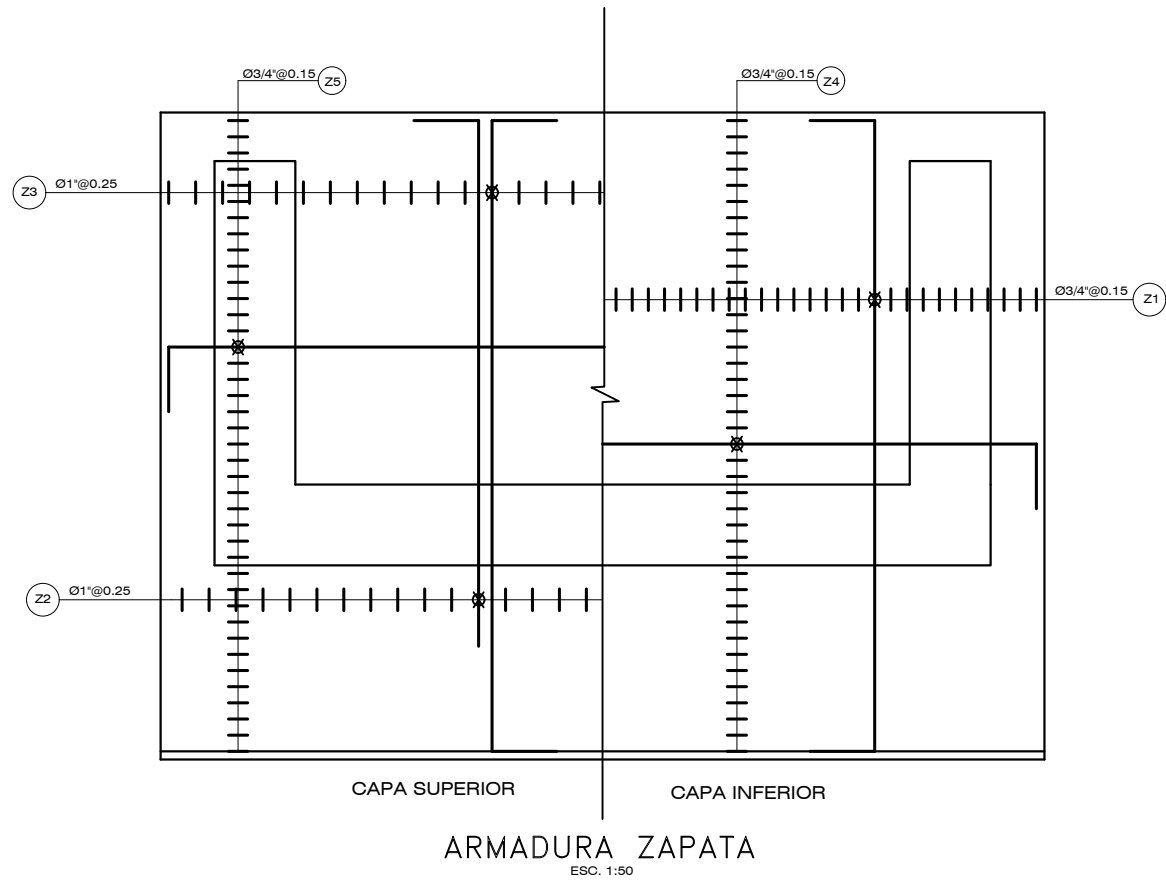 Ø3/4"@0.15 Z5
Ø3/4"@0.15 Z4
Z3 Ø1"@0.25
Ø3/4"@0.15 Z1
Z2 Ø1"@0.25
CAPA SUPERIOR
CAPA INFERIOR
ARMADURA ZAPATA
ESC. 1:50